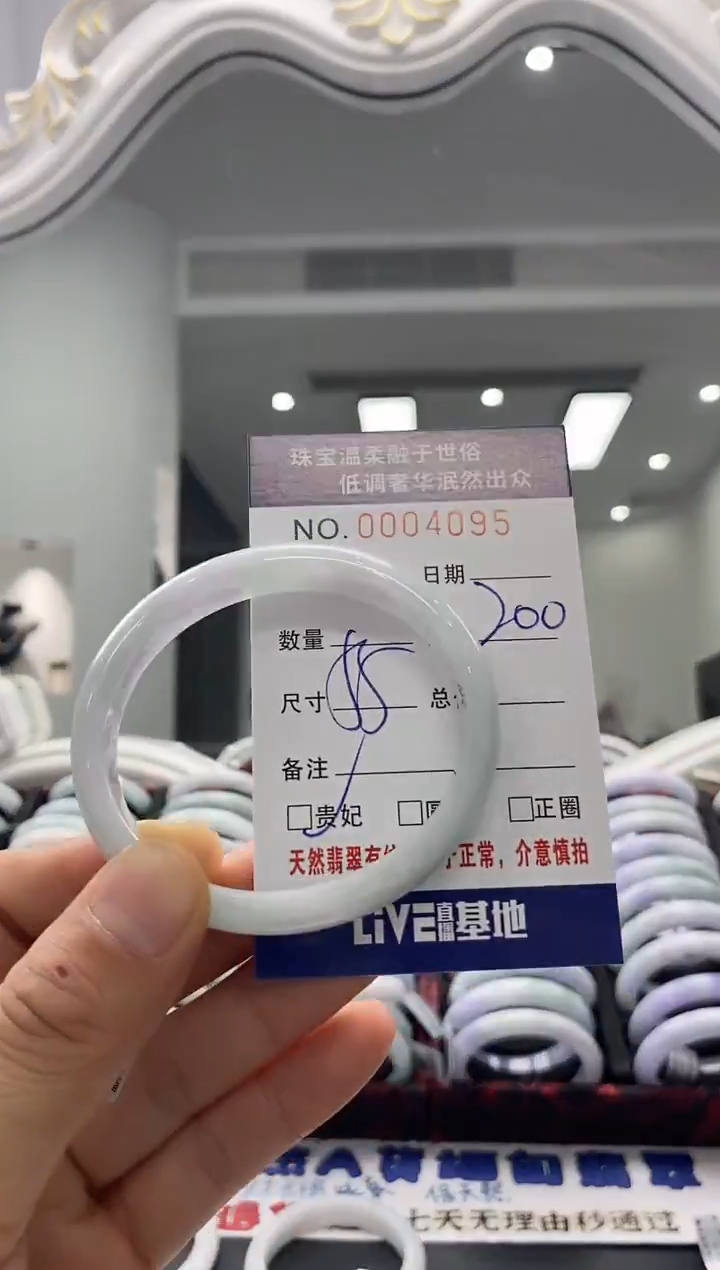 珠宝温柔融于世俗
低调奢华泯然出众
NO. 0004095
日期
200
数量
尺寸 55 总
备注
□贵妃 □ □正圈
天然翡翠有 正常，介意慎拍
LiVE直播基地
七天无理由秒通过